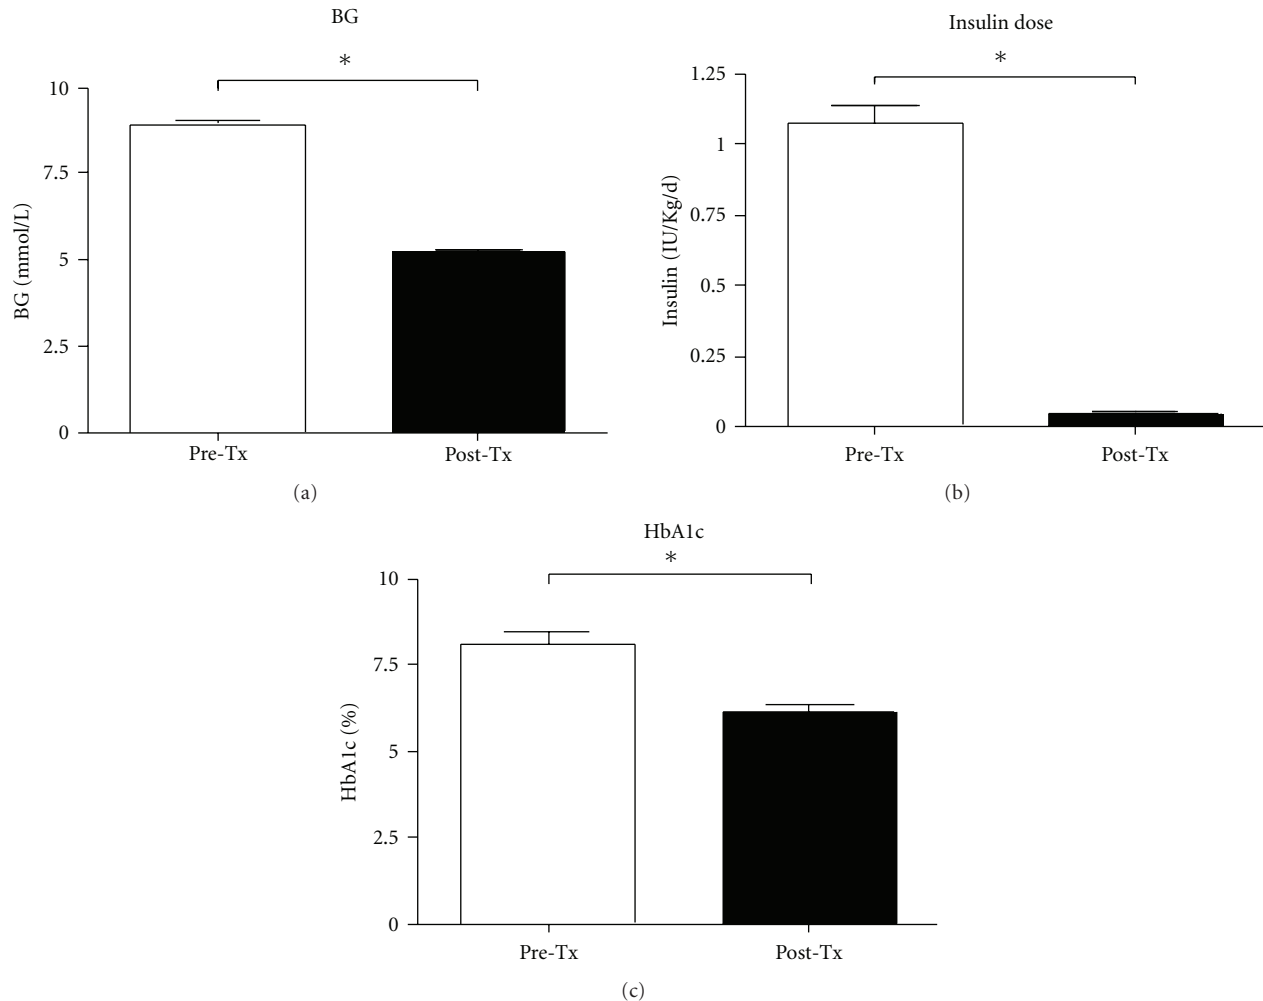 BG
*
10
7.5
5
2.5
0
BG (mmol/L)
Pre-Tx
Post-Tx
(a)
Insulin dose
*
1.25
1
0.75
0.5
0.25
0
Insulin (IU/Kg/d)
Pre-Tx
Post-Tx
(b)
HbA1c
*
10
7.5
5
2.5
0
HbA1c (%)
Pre-Tx
Post-Tx
(c)